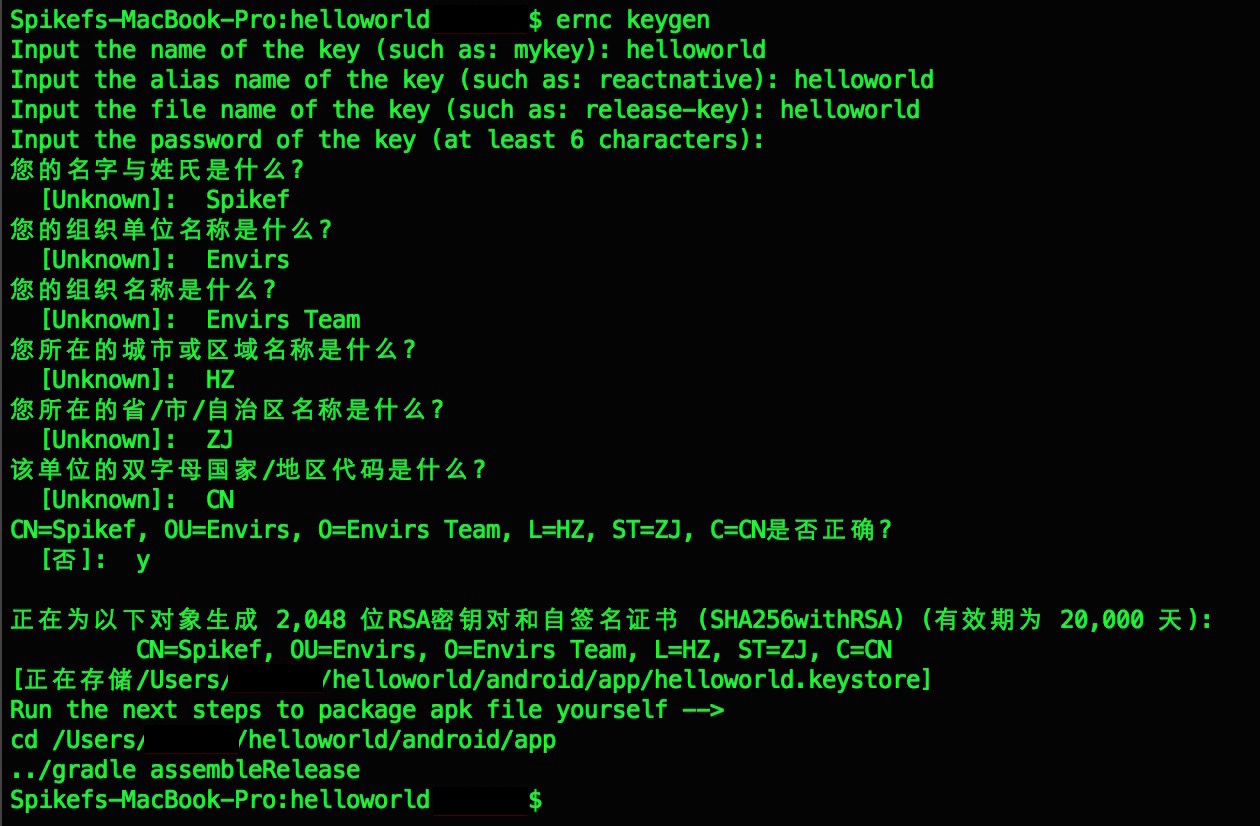 Spikefs-MacBook-Pro:helloworld $ ernc keygen
Input the name of the key (such as: mykey): helloworld
Input the alias name of the key (such as: reactnative): helloworld
Input the file name of the key (such as: release-key): helloworld
Input the password of the key (at least 6 characters):
您的名字与姓氏是什么?
[Unknown]: Spikef
您的组织单位名称是什么?
[Unknown]: Envirs
您的组织名称是什么?
[Unknown]: Envirs Team
您所在的城市或区域名称是什么?
[Unknown]: HZ
您所在的省/市/自治区名称是什么?
[Unknown]: ZJ
该单位的双字母国家/地区代码是什么?
[Unknown]: CN
CN=Spikef, OU=Envirs, O=Envirs Team, L=HZ, ST=ZJ, C=CN是否正确?
[否]: y
正在为以下对象生成 2,048 位RSA密钥对和自签名证书 (SHA256withRSA) (有效期为 20,000 天):
CN=Spikef, OU=Envirs, O=Envirs Team, L=HZ, ST=ZJ, C=CN
[正在存储/Users/ /helloworld/android/app/helloworld.keystore]
Run the next steps to package apk file yourself -->
cd /Users/ /helloworld/android/app
../gradle assembleRelease
Spikefs-MacBook-Pro:helloworld $